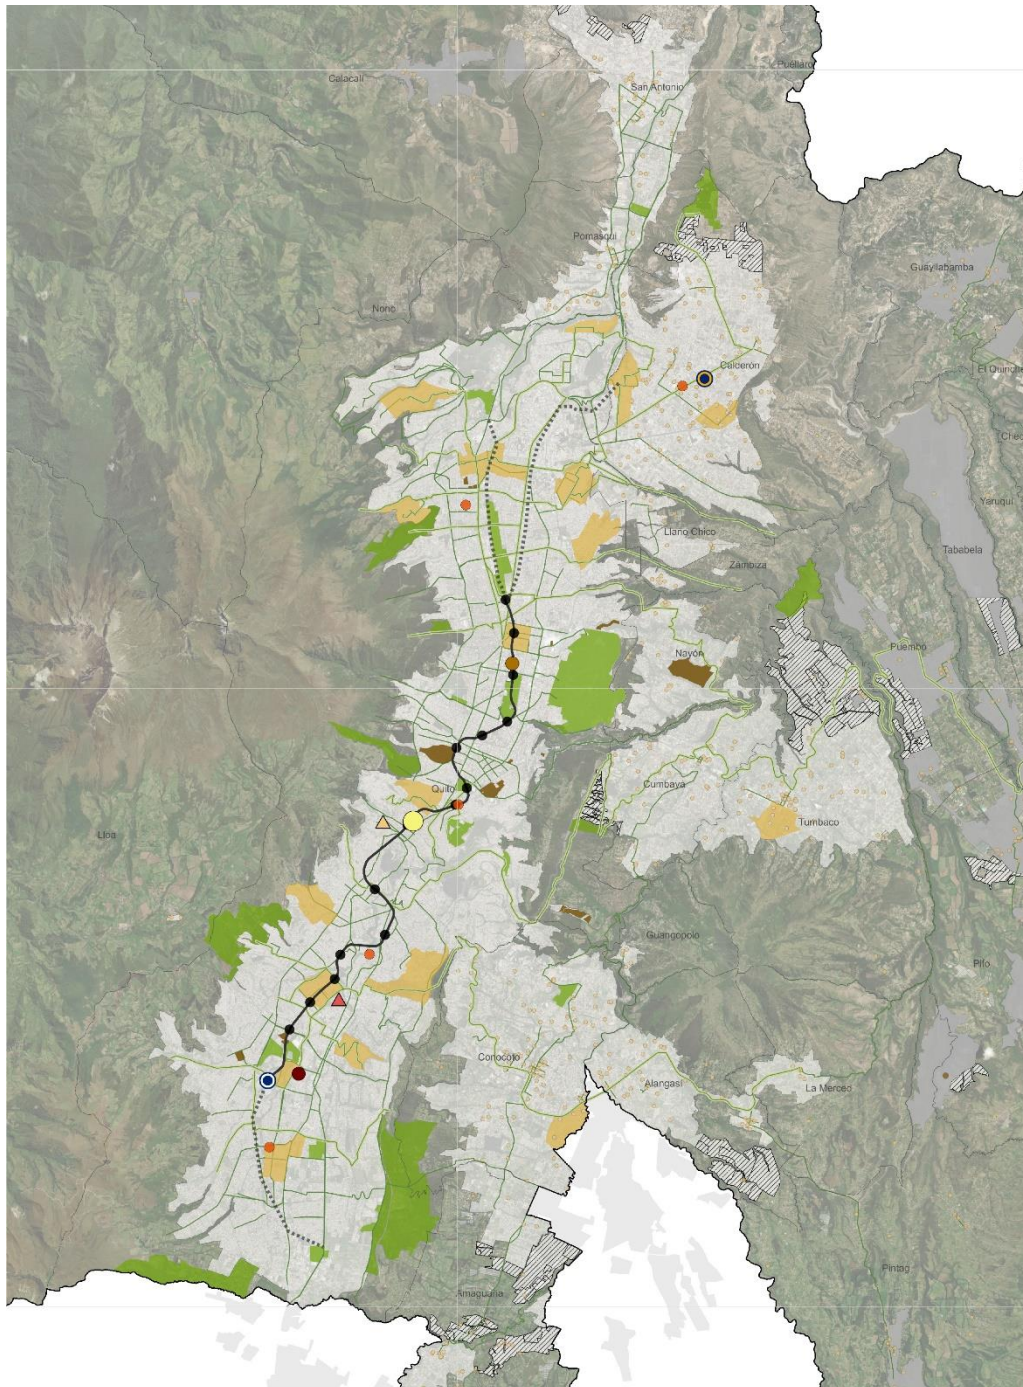 Puéllaro
Calacalí
San Antonio
Pomasqui
Guayllabamba
Nono
Calderón
El Quinche
Yaruquí
Llano Chico
Tababela
Zámbiza
Puembo
Nayón
Cumbayá
Quito
Tumbaco
Lloa
Guangopolo
Pifo
Conocoto
Alangasí
La Merced
Pintag
Amaguaña